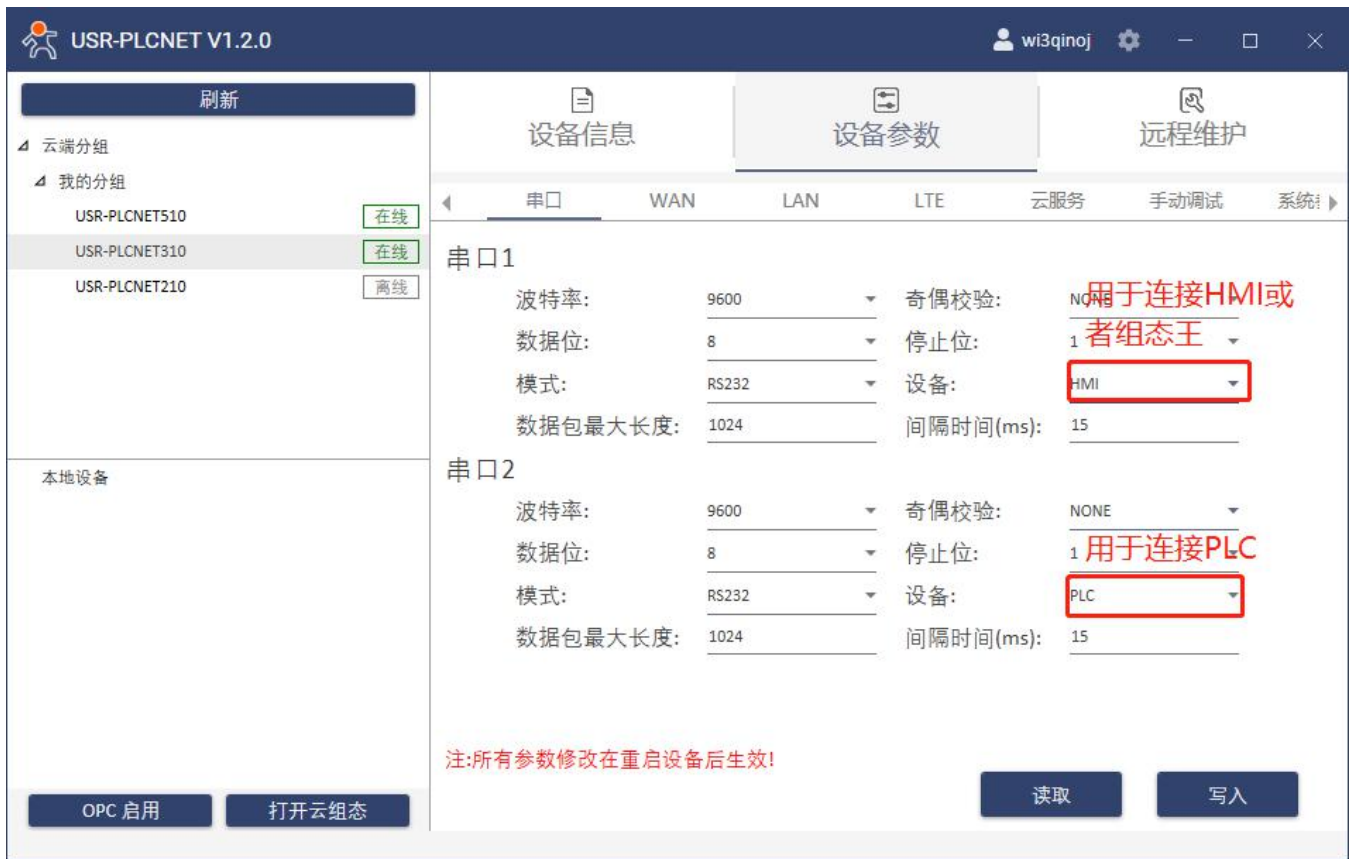 USR-PLCNET V1.2.0
wi3qinoj
刷新
云端分组
我的分组
USR-PLCNET510 在线
USR-PLCNET310 在线
USR-PLCNET210 离线
本地设备
OPC 启用 打开云组态
设备信息 设备参数 远程维护
串口 WAN LAN LTE 云服务 手动调试 系统
串口1
波特率: 9600 奇偶校验: NONE
用于连接HMI或
数据位: 8 停止位: 1
者组态王
模式: RS232 设备: HMI
数据包最大长度: 1024 间隔时间(ms): 15
串口2
波特率: 9600 奇偶校验: NONE
数据位: 8 停止位: 1
用于连接PLC
模式: RS232 设备: PLC
数据包最大长度: 1024 间隔时间(ms): 15
注:所有参数修改在重启设备后生效!
读取 写入